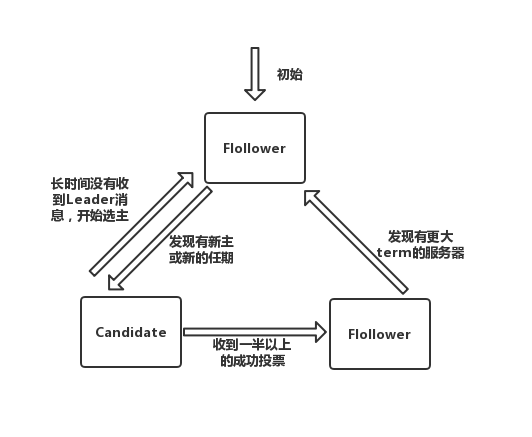 初始
Flollower
长时间没有收
到Leader消
息，开始选主
发现有新主
或新的任期
发现有更大
term的服务器
Candidate
收到一半以上
的成功投票
Flollower